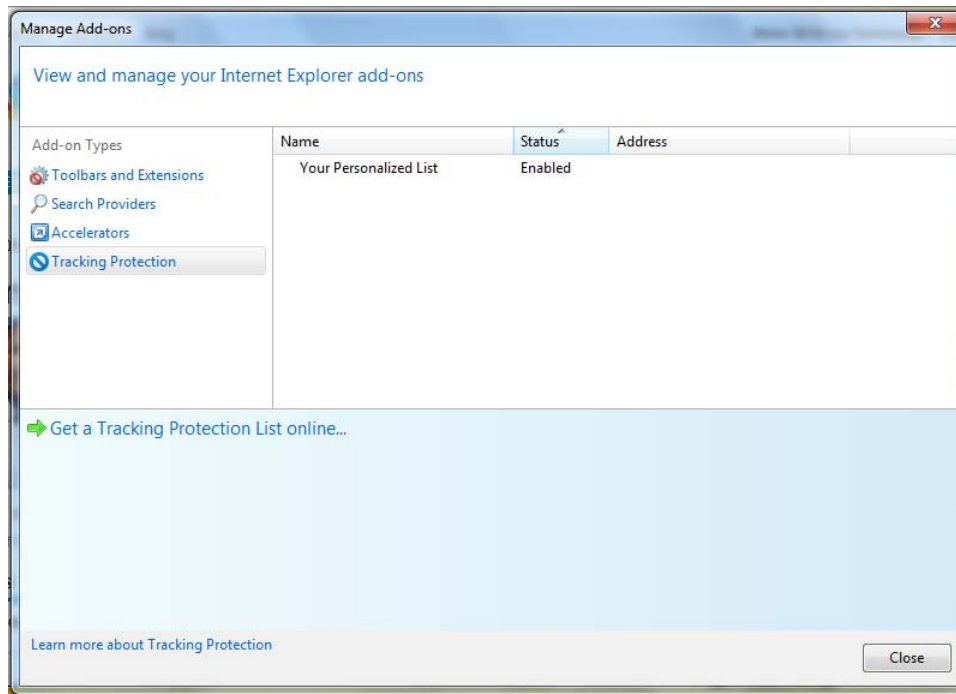 Manage Add-ons
View and manage your Internet Explorer add-ons
Add-on Types
Toolbars and Extensions
Search Providers
Accelerators
Tracking Protection
Name Status Address
Your Personalized List Enabled
Get a Tracking Protection List online...
Learn more about Tracking Protection
Close